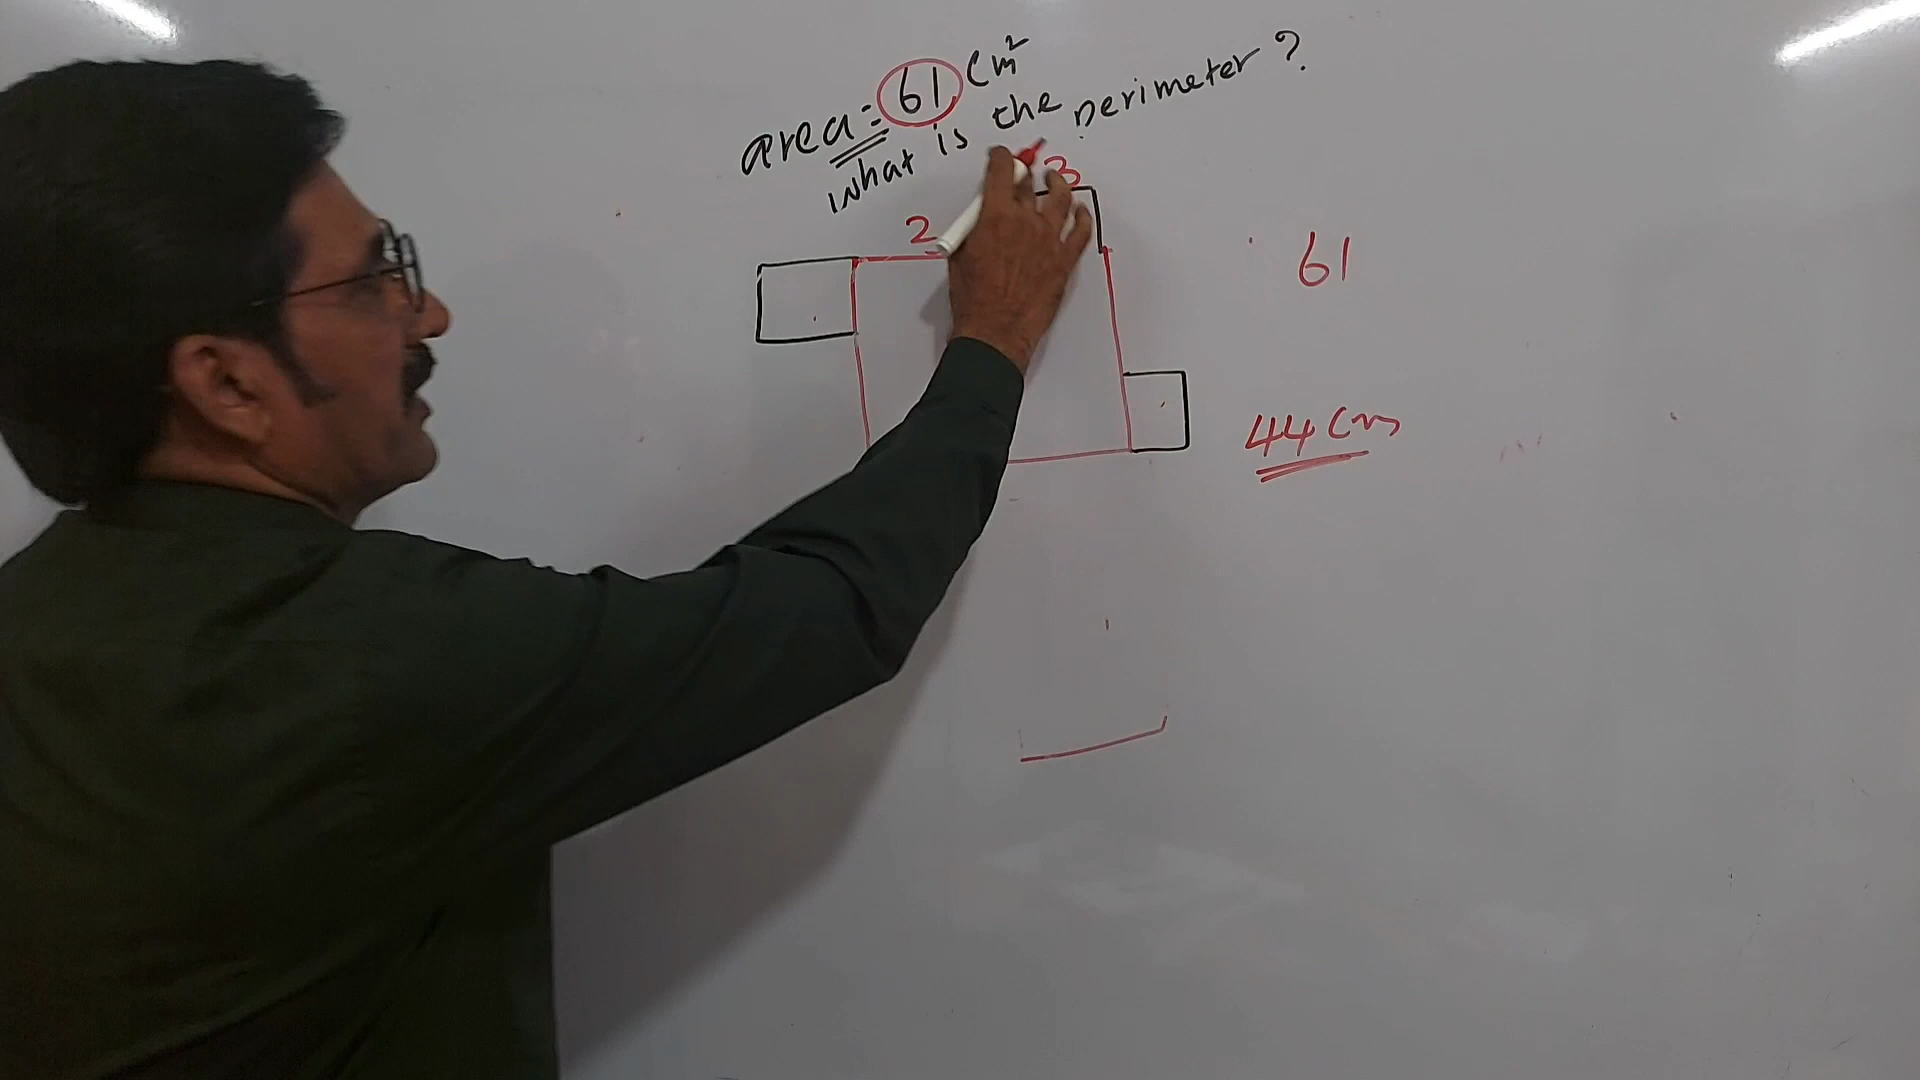 area = 61 Cm²
What is the perimeter ?
3
2
61
44 Cm